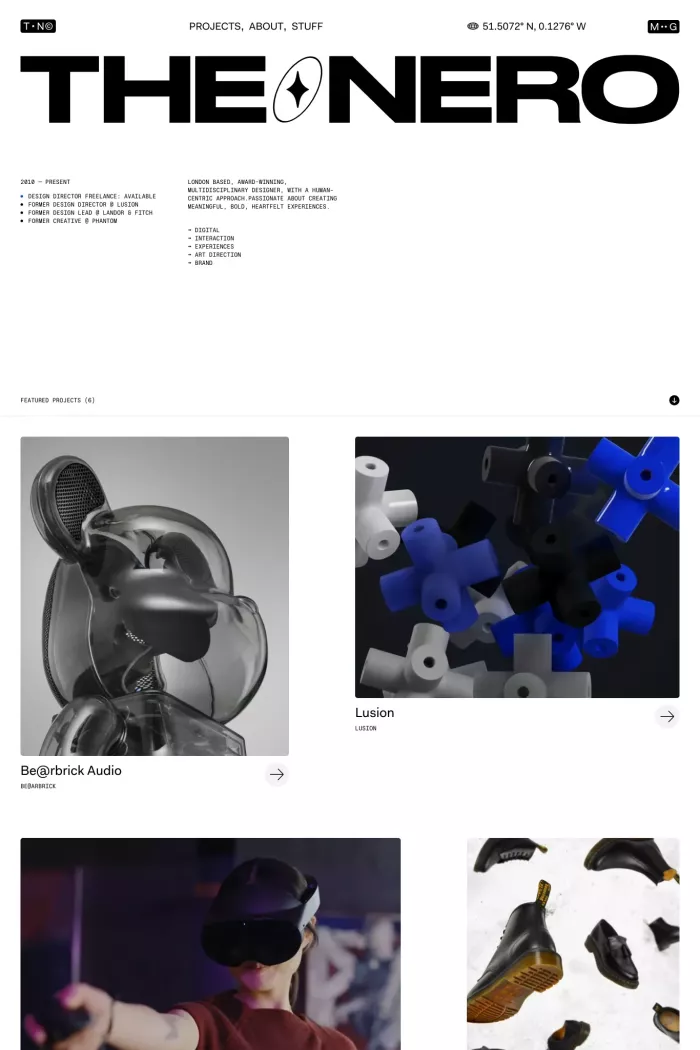 T•N©
PROJECTS, ABOUT, STUFF
51.5072° N, 0.1276° W
M••G
THE NERO
2010 — PRESENT
DESIGN DIRECTOR FREELANCE: AVAILABLE
FORMER DESIGN DIRECTOR @ LUSION
FORMER DESIGN LEAD @ LANDOR & FITCH
FORMER CREATIVE @ PHANTOM
LONDON BASED, AWARD-WINNING,
MULTIDISCIPLINARY DESIGNER, WITH A HUMAN-
CENTRIC APPROACH.PASSIONATE ABOUT CREATING
MEANINGFUL, BOLD, HEARTFELT EXPERIENCES.
→ DIGITAL
→ INTERACTION
→ EXPERIENCES
→ ART DIRECTION
→ BRAND
FEATURED PROJECTS (6)
Lusion
LUSION
Be@rbrick Audio
BE@ARBRICK